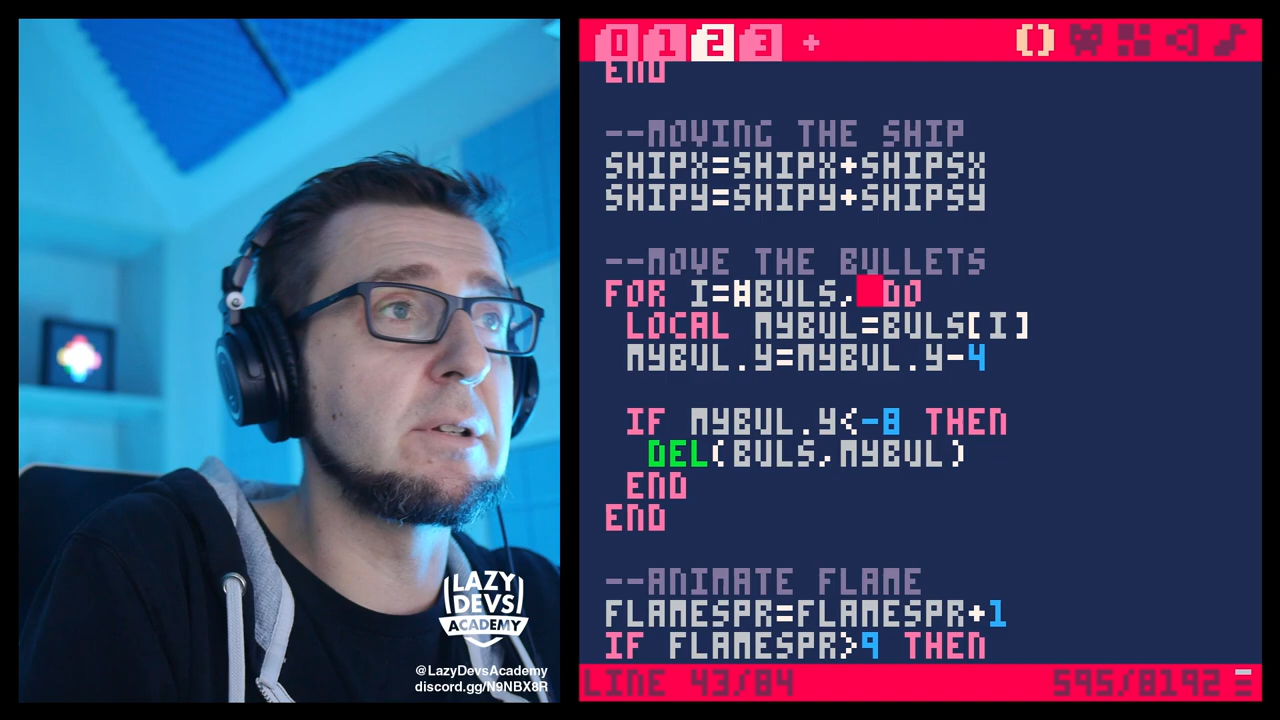 LAZY
DEVS
ACADEMY
@LazyDevsAcademy
discord.gg/N9NBX8R
0 1 2 3 +
END
--MOVING THE SHIP
SHIPX=SHIPX+SHIPSX
SHIPY=SHIPY+SHIPSY
--MOVE THE BULLETS
FOR I=#BULS, DO
LOCAL MYBUL=BULS[I]
MYBUL.Y=MYBUL.Y-4
IF MYBUL.Y<-8 THEN
DEL(BULS,MYBUL)
END
END
--ANIMATE FLAME
FLAMESPR=FLAMESPR+1
IF FLAMESPR>9 THEN
LINE 43/84
595/8192